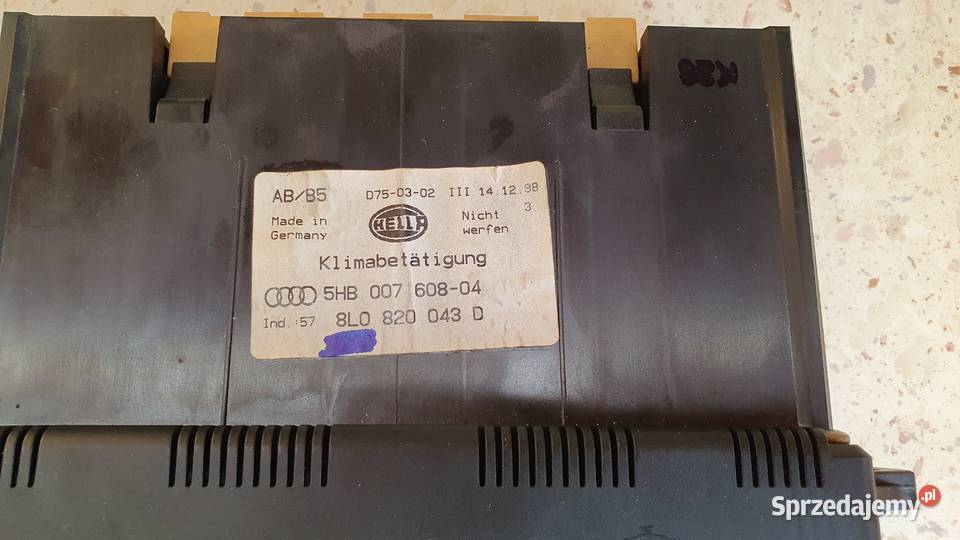 K26
AB/B5 D75-03-02 III 14.12.98
Made in Germany
HELLA
Nicht werfen
3
Klimabetätigung
5HB 007 608-04
Ind.:57 8L0 820 043 D
Sprzedajemy.pl